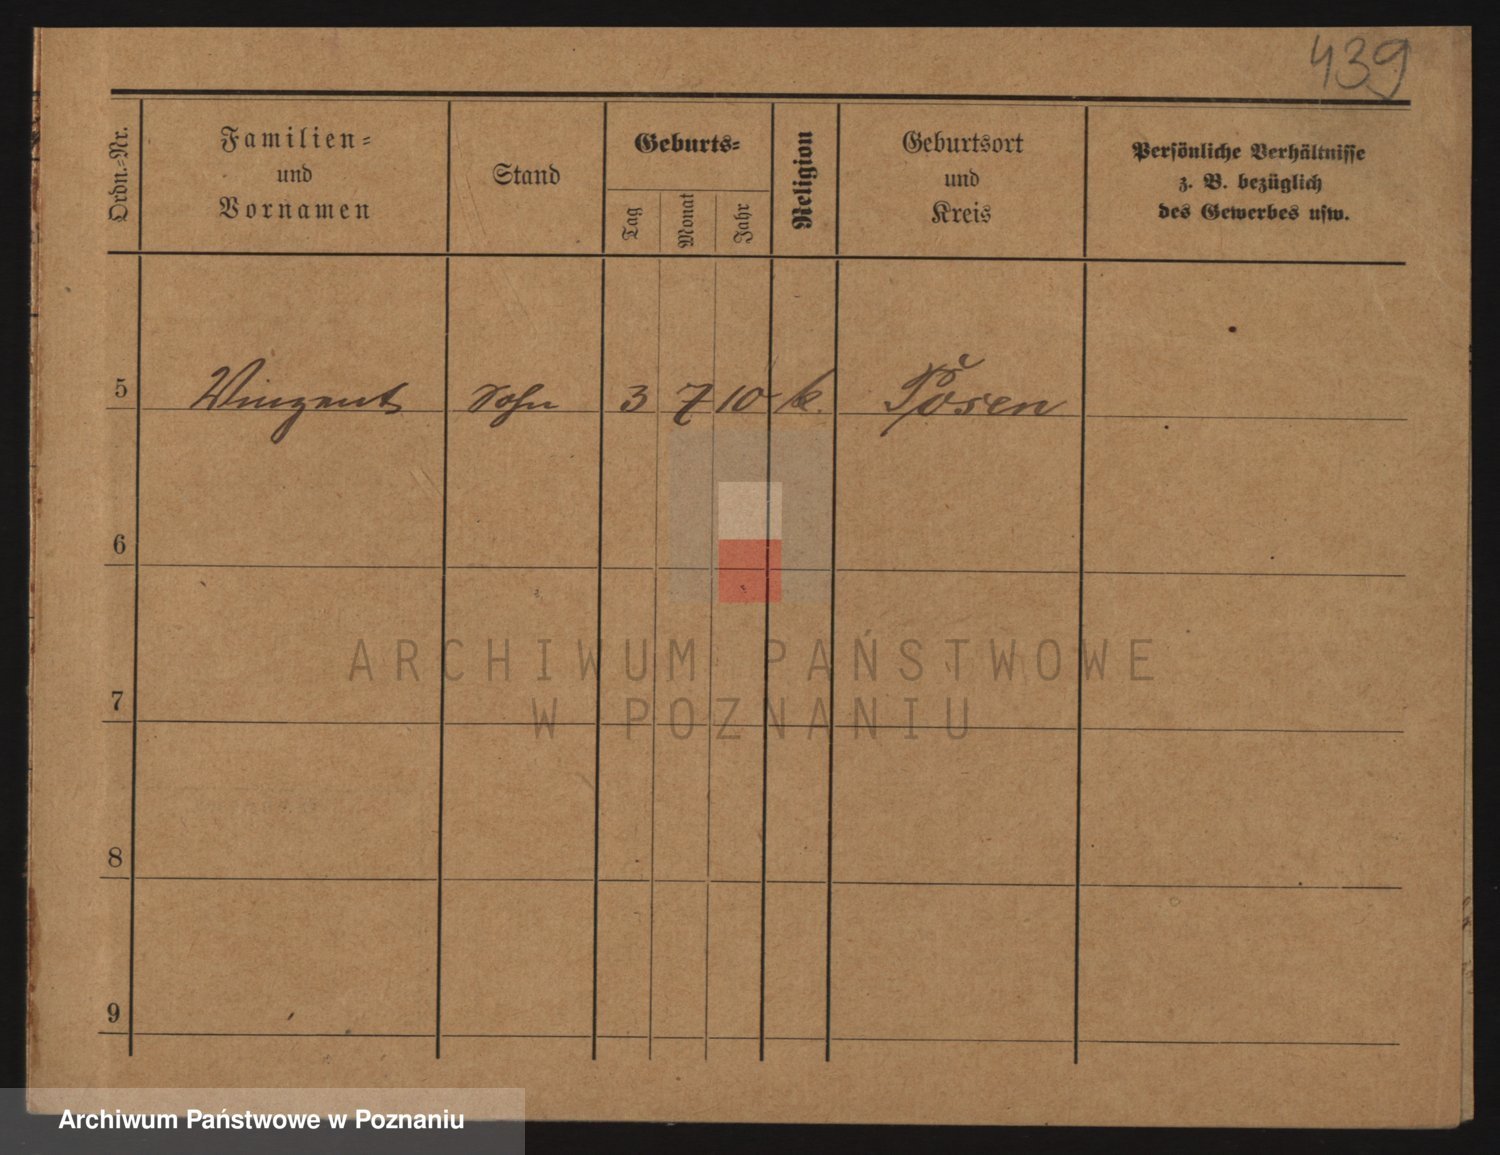 439
Ordn.-Nr.
Familien-
und
Vornamen
Stand
Geburts-
Tag
Monat
Jahr
Religion
Geburtsort
und
Kreis
Persönliche Verhältnisse
z. B. bezüglich
des Gewerbes usw.
5 Vinzent Sohn 3 7 10 k. Posen
6
7
8
9
ARCHIWUM PAŃSTWOWE
W POZNANIU
Archiwum Państwowe w Poznaniu